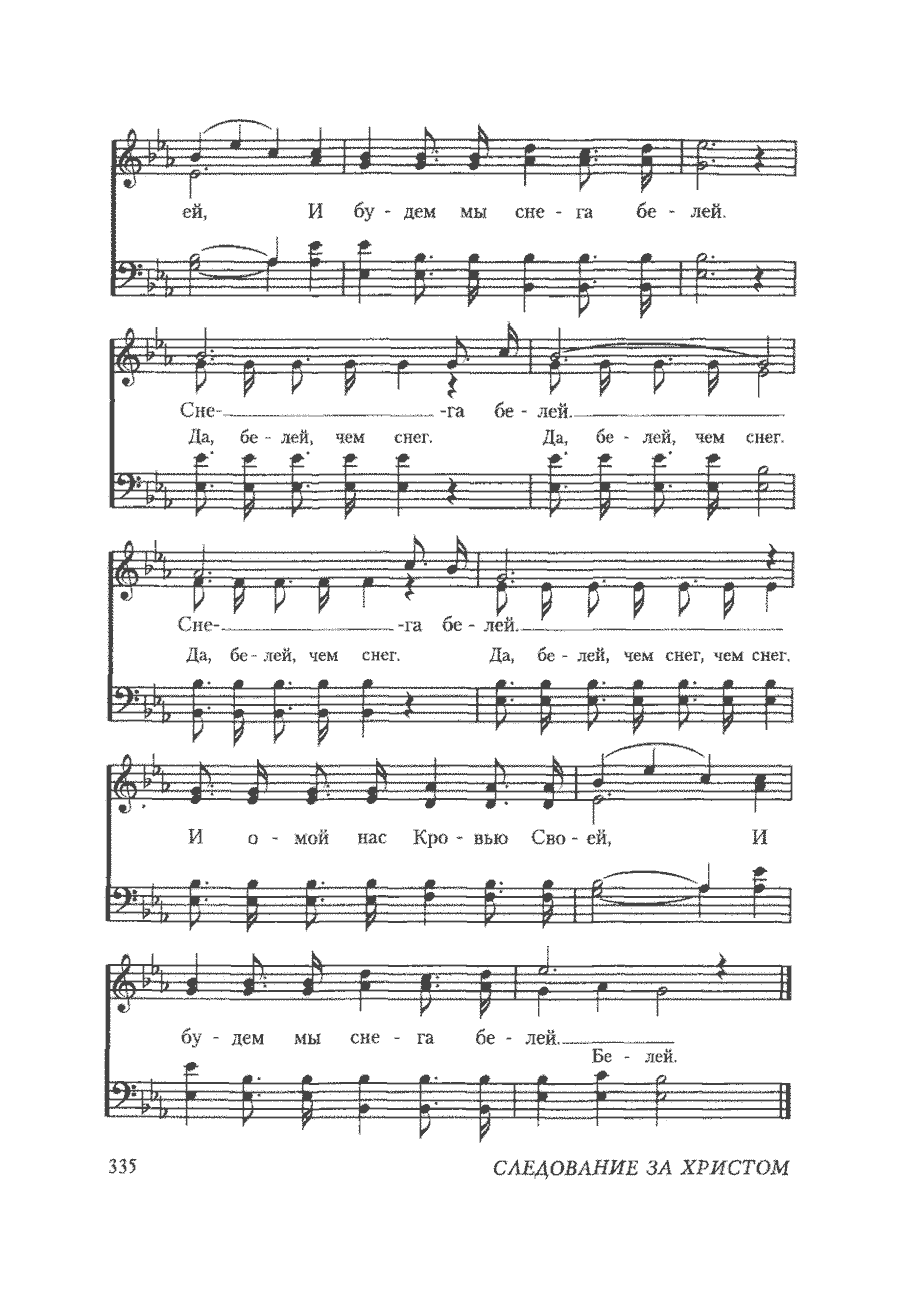 ей, И бу - дем мы сне - га бе - лей.
Сне- -га бе - лей.
Да, бе - лей, чем снег. Да, бе - лей, чем снег.
Сне- -га бе - лей.
Да, бе - лей, чем снег. Да, бе - лей, чем снег, чем снег.
И о - мой нас Кро - вью Сво - ей, И
бу - дем мы сне - га бе - лей.
Бе - лей.
335 СЛЕДОВАНИЕ ЗА ХРИСТОМ